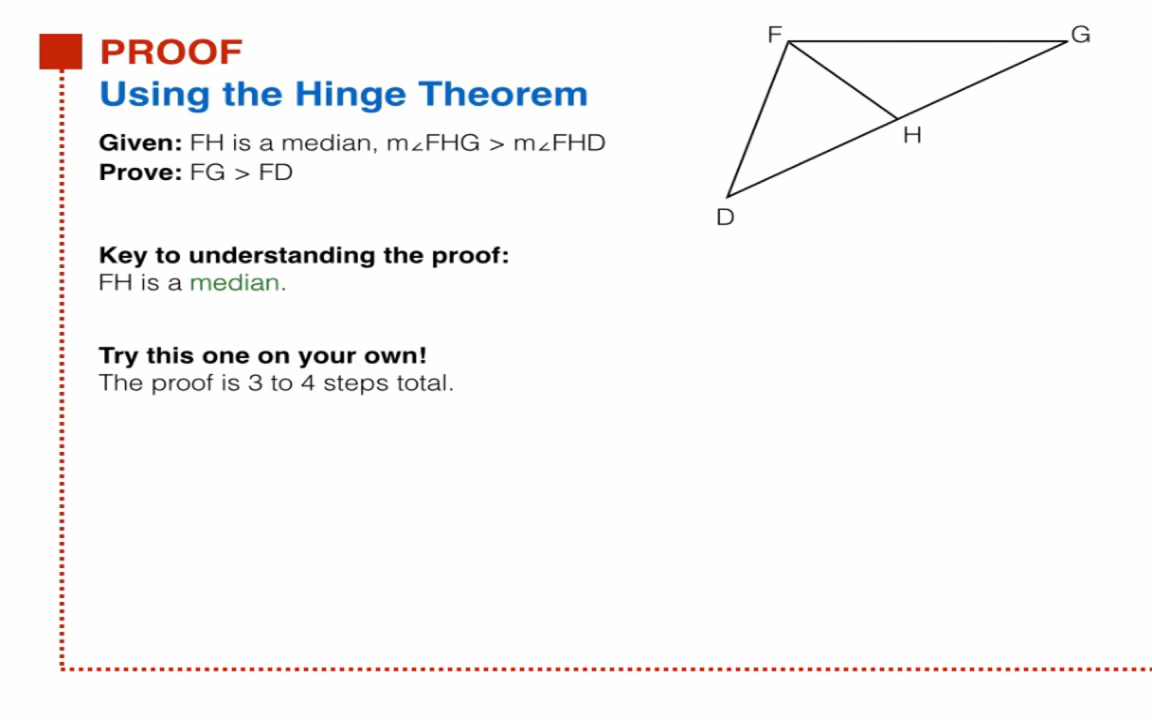 PROOF
Using the Hinge Theorem
Given: FH is a median, m∠FHG > m∠FHD
Prove: FG > FD
Key to understanding the proof:
FH is a median.
Try this one on your own!
The proof is 3 to 4 steps total.
F
G
H
D